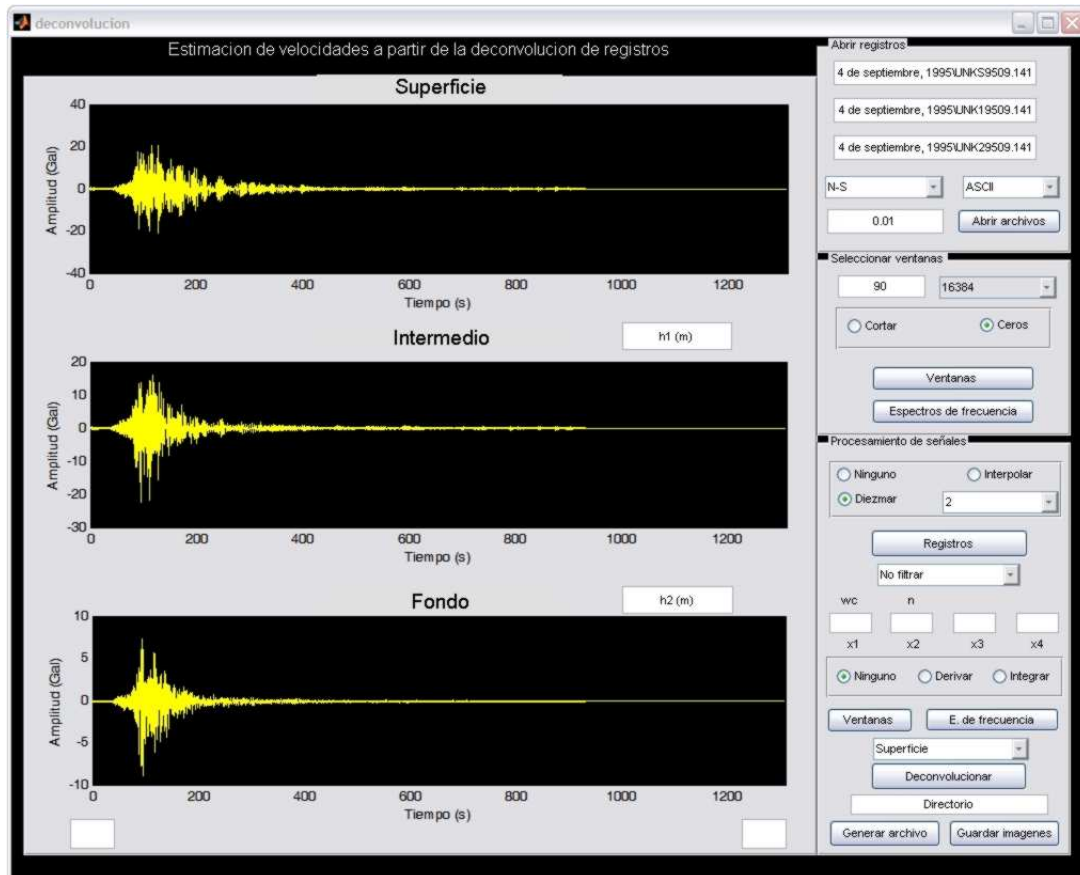 deconvolucion
Estimacion de velocidades a partir de la deconvolucion de registros
Superficie
40
20
0
-20
-40
Amplitud (Gal)
0 200 400 600 800 1000 1200
Tiempo (s)
Intermedio
h1 (m)
20
10
0
-10
-20
-30
Amplitud (Gal)
0 200 400 600 800 1000 1200
Tiempo (s)
Fondo
h2 (m)
10
5
0
-5
-10
Amplitud (Gal)
0 200 400 600 800 1000 1200
Tiempo (s)
Abrir registros
4 de septiembre, 1995\UNKS9509.141
4 de septiembre, 1995\UNK19509.141
4 de septiembre, 1995\UNK29509.141
N-S ASCII
0.01 Abrir archivos
Seleccionar ventanas
90 16384
Cortar Ceros
Ventanas
Espectros de frecuencia
Procesamiento de señales
Ninguno Interpolar
Diezmar 2
Registros
No filtrar
wc n
x1 x2 x3 x4
Ninguno Derivar Integrar
Ventanas E. de frecuencia
Superficie
Deconvolucionar
Directorio
Generar archivo Guardar imagenes